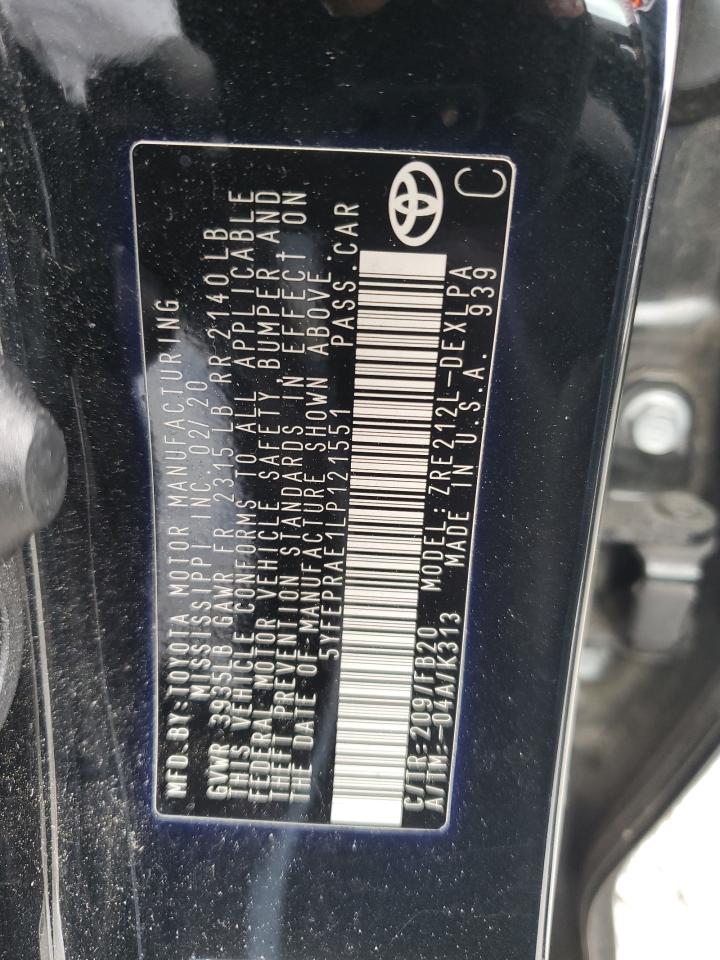 MFD.BY:TOYOTA MOTOR MANUFACTURING
MISSISSIPPI INC. 02/20
GVWR 3935LB GAWR FR 2315LB RR 2140LB
THIS VEHICLE CONFORMS TO ALL APPLICABLE
FEDERAL MOTOR VEHICLE SAFETY, BUMPER AND
THEFT PREVENTION STANDARDS IN EFFECT ON
THE DATE OF MANUFACTURE SHOWN ABOVE.
5YFEPRAE1LP121551 PASS.CAR
C/TR:209/FB20 MODEL:ZRE212L-DEXLPA
A/TM:-04A/K313 MADE IN U.S.A. 939
C